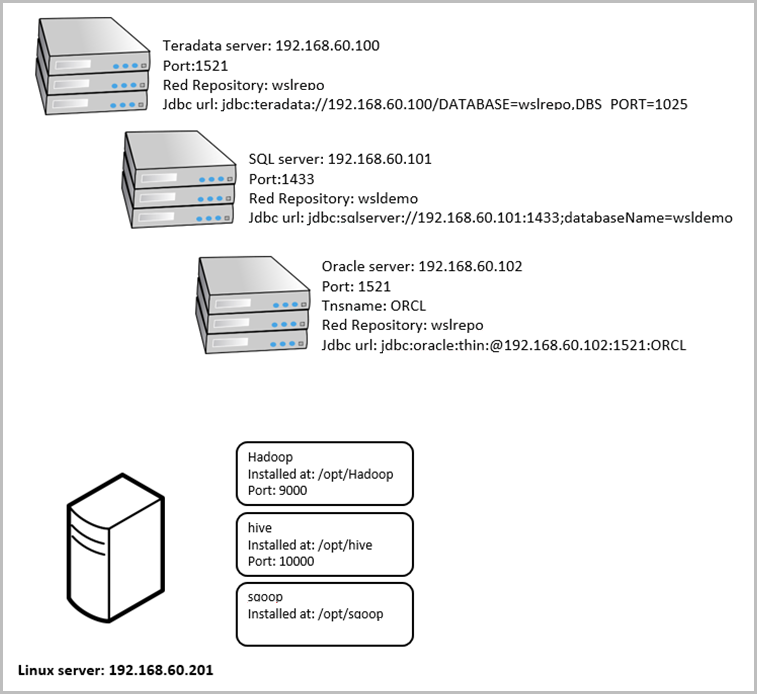 Teradata server: 192.168.60.100
Port:1521
Red Repository: wslrepo
Jdbc url: jdbc:teradata://192.168.60.100/DATABASE=wslrepo,DBS_PORT=1025
SQL server: 192.168.60.101
Port:1433
Red Repository: wsldemo
Jdbc url: jdbc:sqlserver://192.168.60.101:1433;databaseName=wsldemo
Oracle server: 192.168.60.102
Port: 1521
Tnsname: ORCL
Red Repository: wslrepo
Jdbc url: jdbc:oracle:thin:@192.168.60.102:1521:ORCL
Hadoop
Installed at: /opt/Hadoop
Port: 9000
hive
Installed at: /opt/hive
Port: 10000
sqoop
Installed at: /opt/sqoop
Linux server: 192.168.60.201